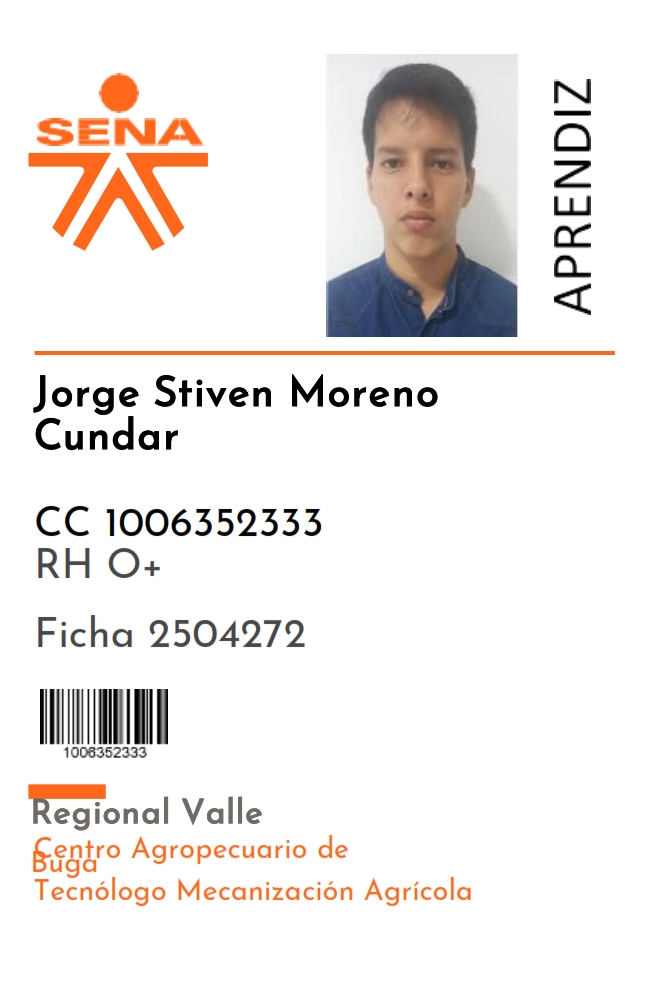 SENA
APRENDIZ
Jorge Stiven Moreno
Cundar
CC 1006352333
RH O+
Ficha 2504272
1006352333
Regional Valle
Centro Agropecuario de
Buga
Tecnólogo Mecanización Agrícola